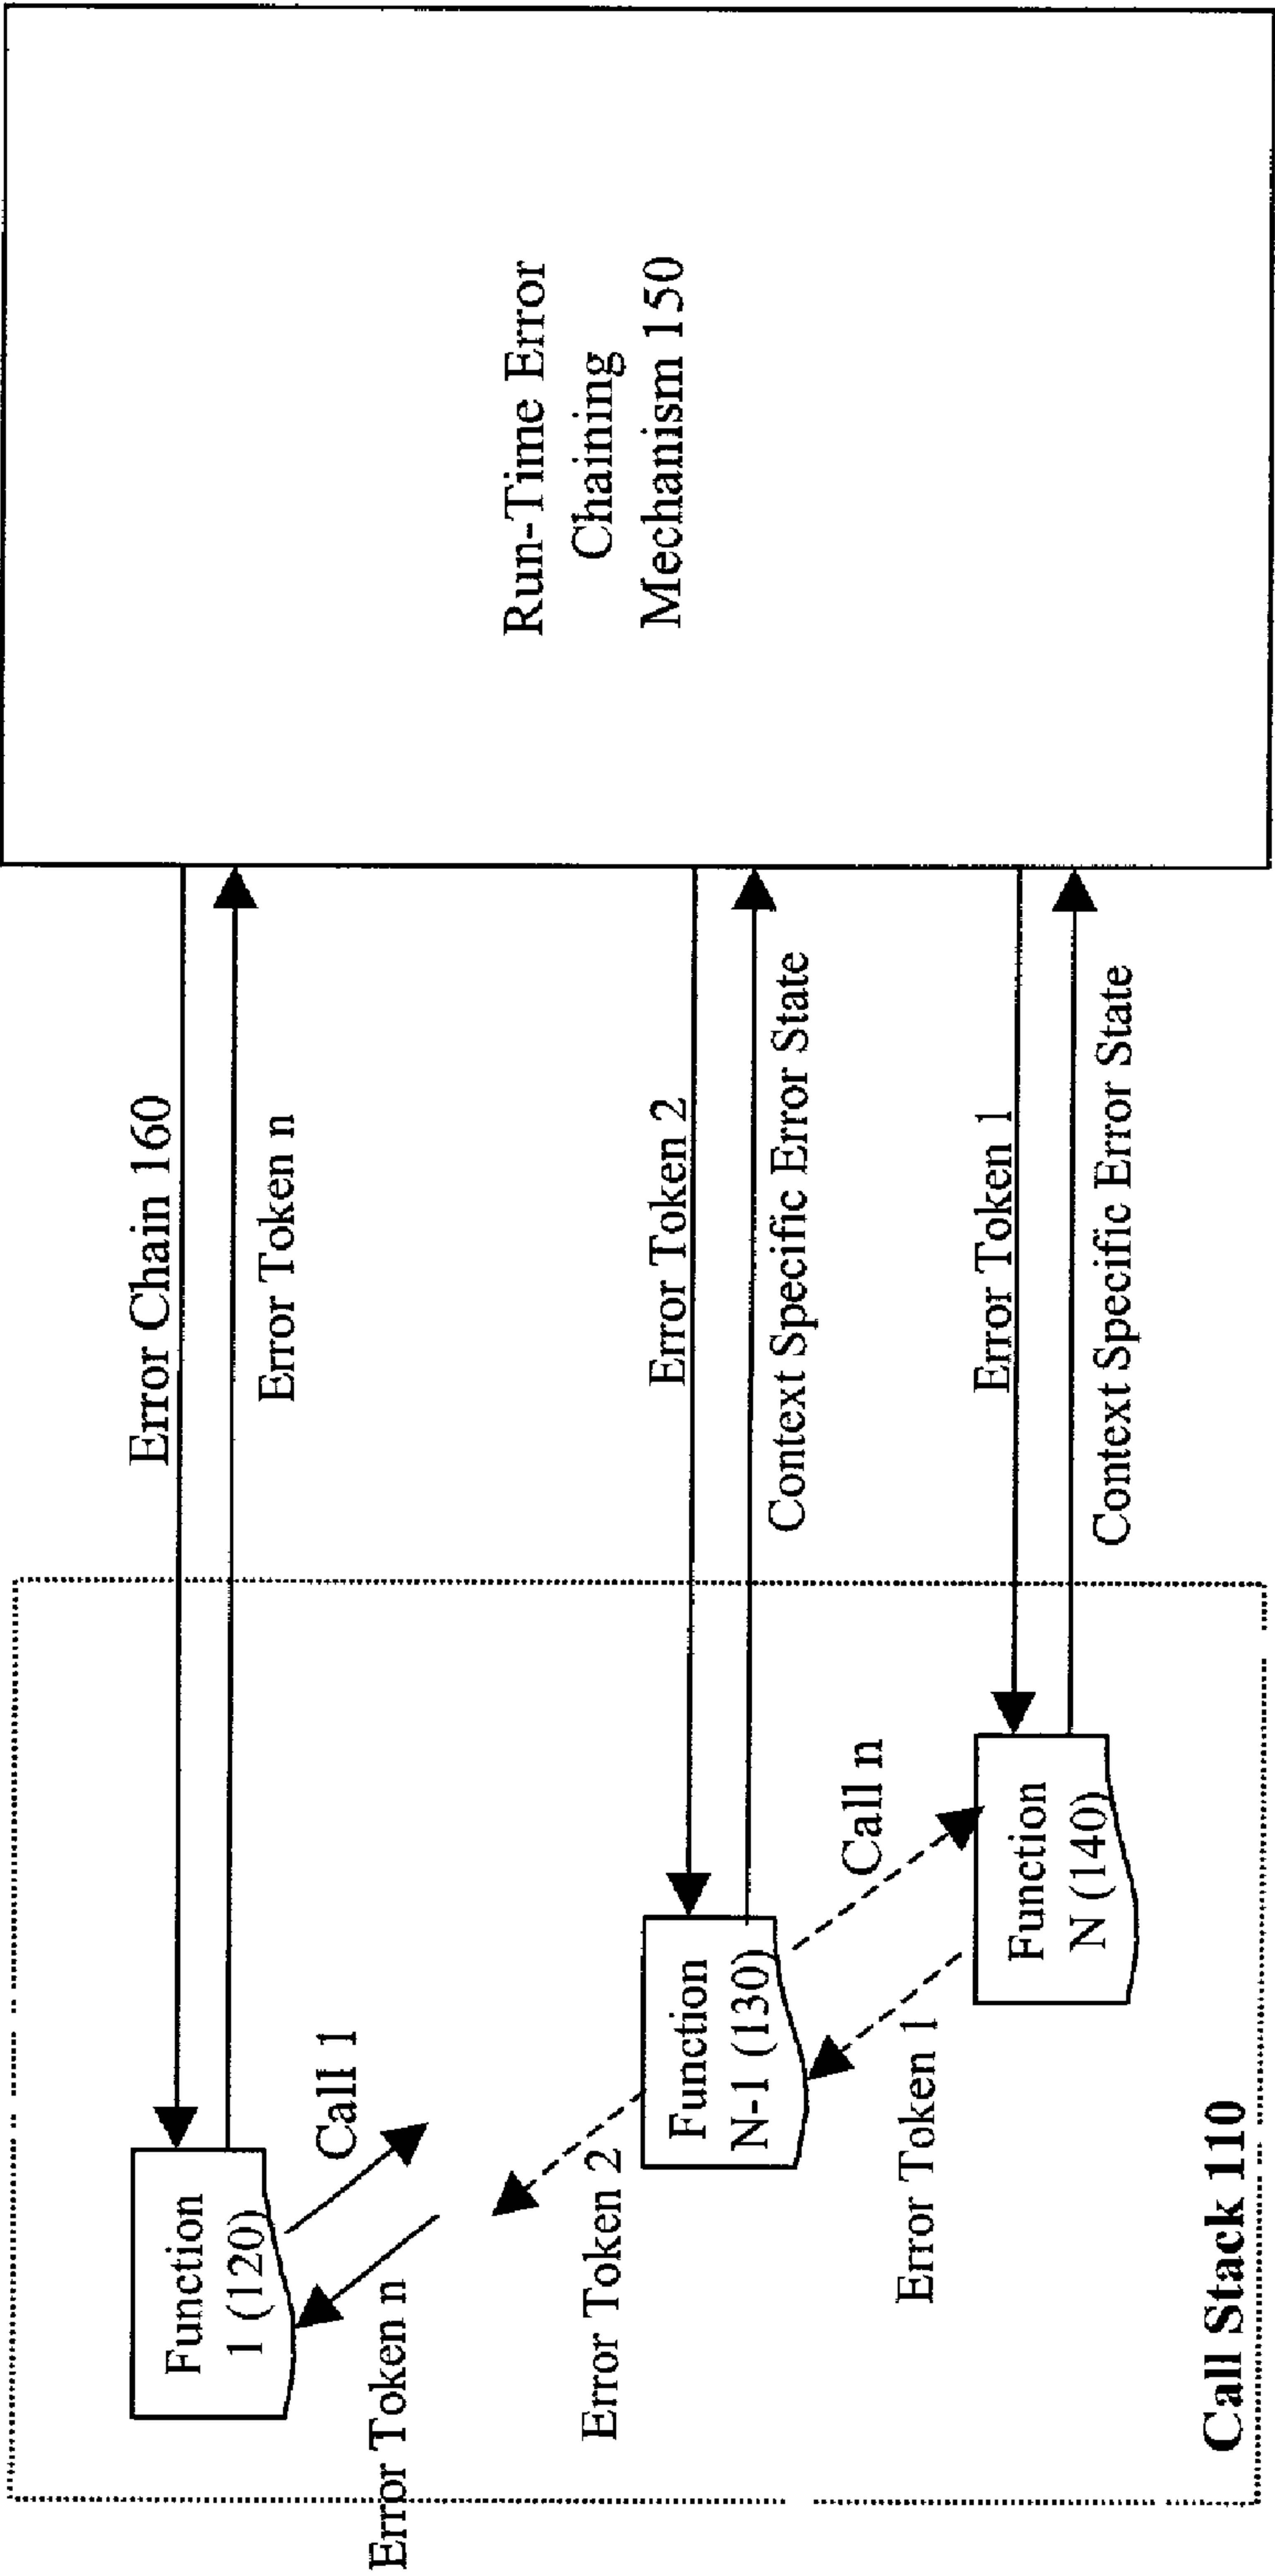 Function
1 (120)
Call 1
Error Token n
Error Chain 160
Error Token n
Error Token 2
Function
N-1 (130)
Call n
Error Token 1
Error Token 2
Context Specific Error State
Function
N (140)
Error Token 1
Context Specific Error State
Run-Time Error
Chaining
Mechanism 150
Call Stack 110